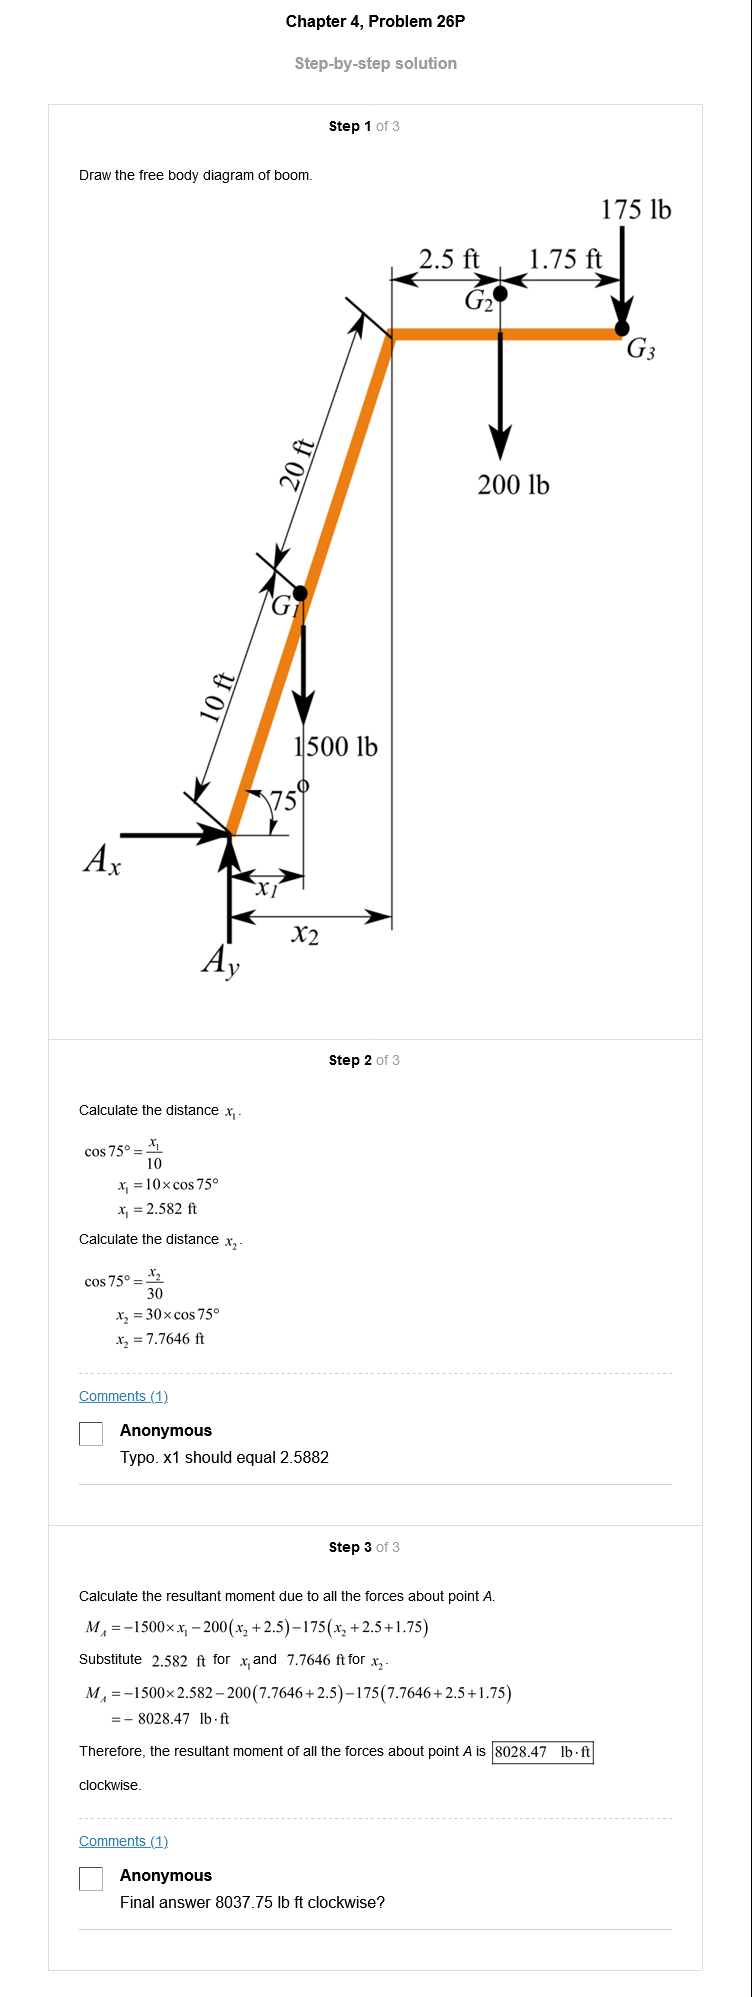 Chapter 4, Problem 26P
Step-by-step solution
Step 1 of 3
Draw the free body diagram of boom.
175 lb
2.5 ft
1.75 ft
G₂
G₃
20 ft
200 lb
G₁
10 ft
1500 lb
75°
Aₓ
x₁
x₂
A_y
Step 2 of 3
Calculate the distance x₁.
cos 75° = x₁/10
x₁ = 10×cos 75°
x₁ = 2.582 ft
Calculate the distance x₂.
cos 75° = x₂/30
x₂ = 30×cos 75°
x₂ = 7.7646 ft
Comments (1)
Anonymous
Typo. x1 should equal 2.5882
Step 3 of 3
Calculate the resultant moment due to all the forces about point A.
M_A = −1500×x₁ −200(x₂ +2.5)−175(x₂ +2.5+1.75)
Substitute 2.582 ft for x₁ and 7.7646 ft for x₂.
M_A = −1500×2.582−200(7.7646+2.5)−175(7.7646+2.5+1.75)
= − 8028.47 lb·ft
Therefore, the resultant moment of all the forces about point A is 8028.47 lb·ft
clockwise.
Comments (1)
Anonymous
Final answer 8037.75 lb ft clockwise?